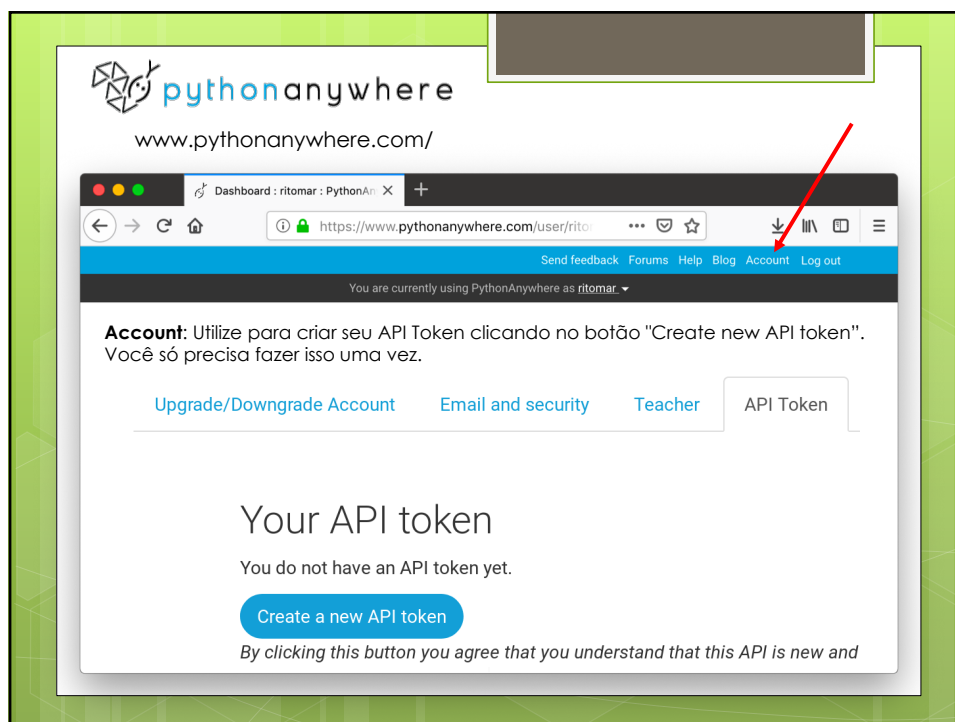 pythonanywhere
www.pythonanywhere.com/
Dashboard : ritomar : PythonAn
https://www.pythonanywhere.com/user/rito
Send feedback Forums Help Blog Account Log out
You are currently using PythonAnywhere as ritomar
Account: Utilize para criar seu API Token clicando no botão "Create new API token”.
Você só precisa fazer isso uma vez.
Upgrade/Downgrade Account Email and security Teacher API Token
Your API token
You do not have an API token yet.
Create a new API token
By clicking this button you agree that you understand that this API is new and